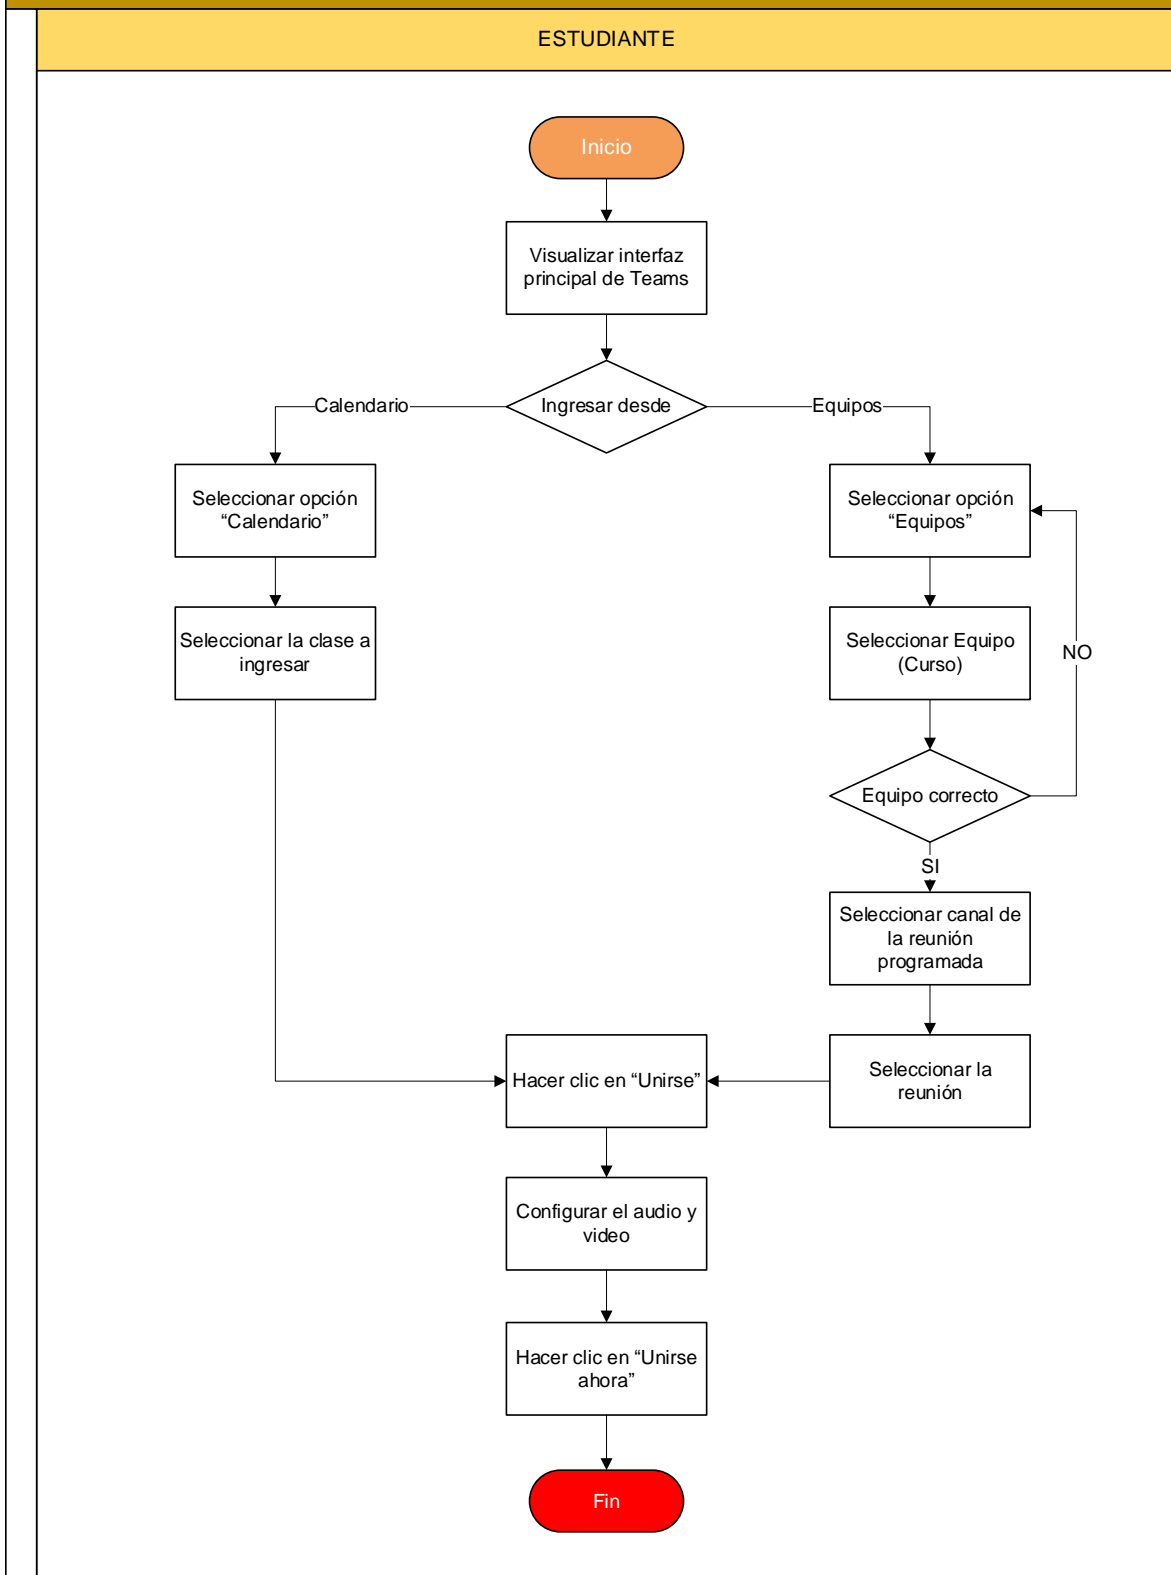 ESTUDIANTE
Inicio
Visualizar interfaz
principal de Teams
Ingresar desde
Calendario
Equipos
Seleccionar opción
“Calendario”
Seleccionar opción
“Equipos”
Seleccionar la clase a
ingresar
Seleccionar Equipo
(Curso)
NO
Equipo correcto
SI
Seleccionar canal de
la reunión
programada
Hacer clic en “Unirse”
Seleccionar la
reunión
Configurar el audio y
video
Hacer clic en “Unirse
ahora”
Fin